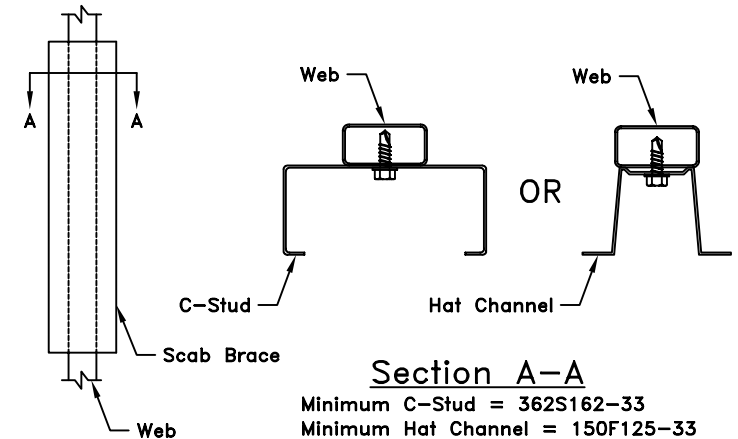 Web
Web
A
A
OR
C-Stud
Hat Channel
Scab Brace
Section A-A
Minimum C-Stud = 362S162-33
Minimum Hat Channel = 150F125-33
Web